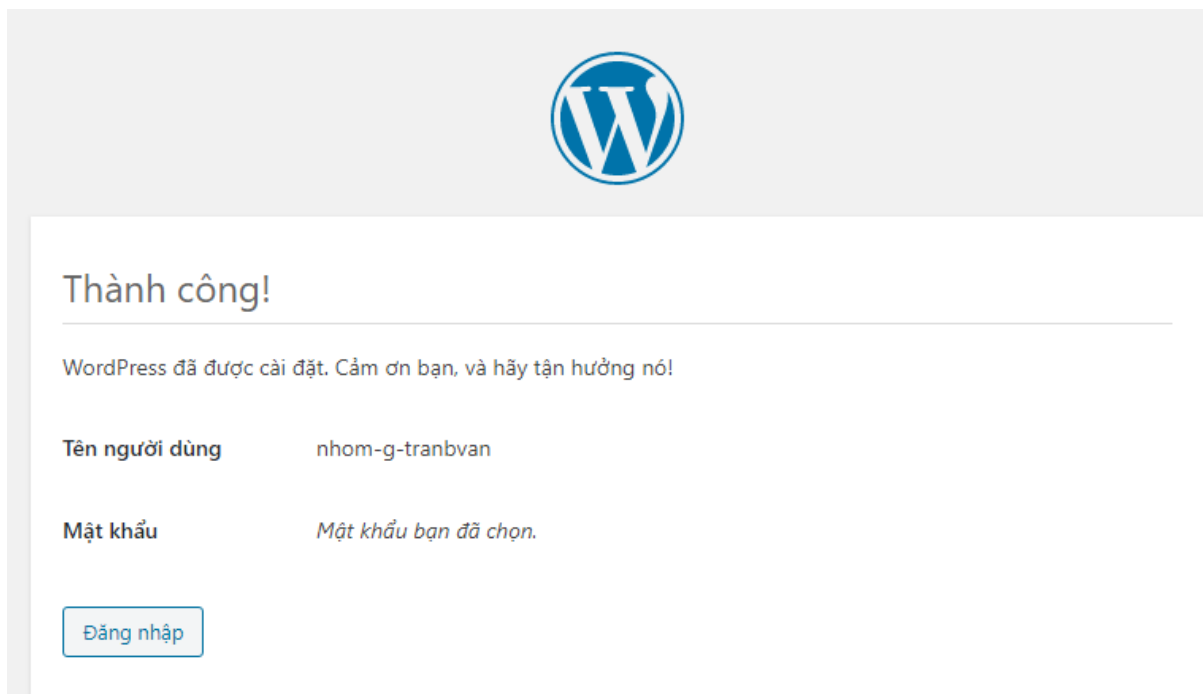 Thành công!
WordPress đã được cài đặt. Cảm ơn bạn, và hãy tận hưởng nó!
Tên người dùng nhom-g-tranbvan
Mật khẩu Mật khẩu bạn đã chọn.
Đăng nhập